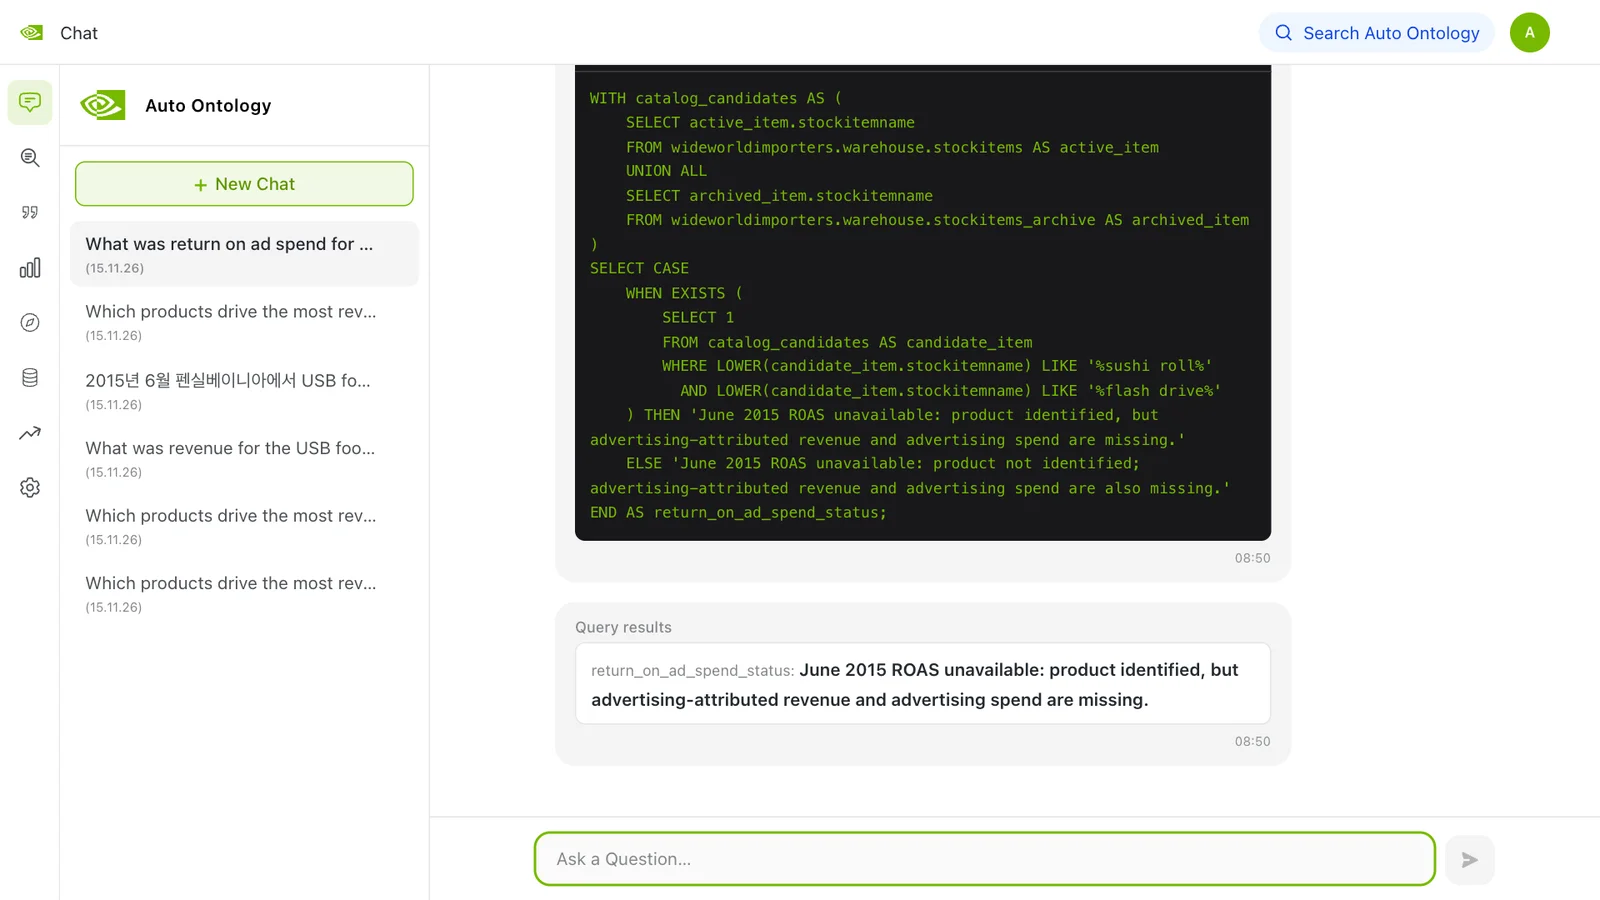 Chat
Search Auto Ontology
A
Auto Ontology
+ New Chat
What was return on ad spend for ...
(15.11.26)
Which products drive the most rev...
(15.11.26)
2015년 6월 펜실베이니아에서 USB fo...
(15.11.26)
What was revenue for the USB foo...
(15.11.26)
Which products drive the most rev...
(15.11.26)
Which products drive the most rev...
(15.11.26)
WITH catalog_candidates AS (
SELECT active_item.stockitemname
FROM wideworldimporters.warehouse.stockitems AS active_item
UNION ALL
SELECT archived_item.stockitemname
FROM wideworldimporters.warehouse.stockitems_archive AS archived_item
)
SELECT CASE
WHEN EXISTS (
SELECT 1
FROM catalog_candidates AS candidate_item
WHERE LOWER(candidate_item.stockitemname) LIKE '%sushi roll%'
AND LOWER(candidate_item.stockitemname) LIKE '%flash drive%'
) THEN 'June 2015 ROAS unavailable: product identified, but
advertising-attributed revenue and advertising spend are missing.'
ELSE 'June 2015 ROAS unavailable: product not identified;
advertising-attributed revenue and advertising spend are also missing.'
END AS return_on_ad_spend_status;
08:50
Query results
return_on_ad_spend_status: June 2015 ROAS unavailable: product identified, but
advertising-attributed revenue and advertising spend are missing.
08:50
Ask a Question...